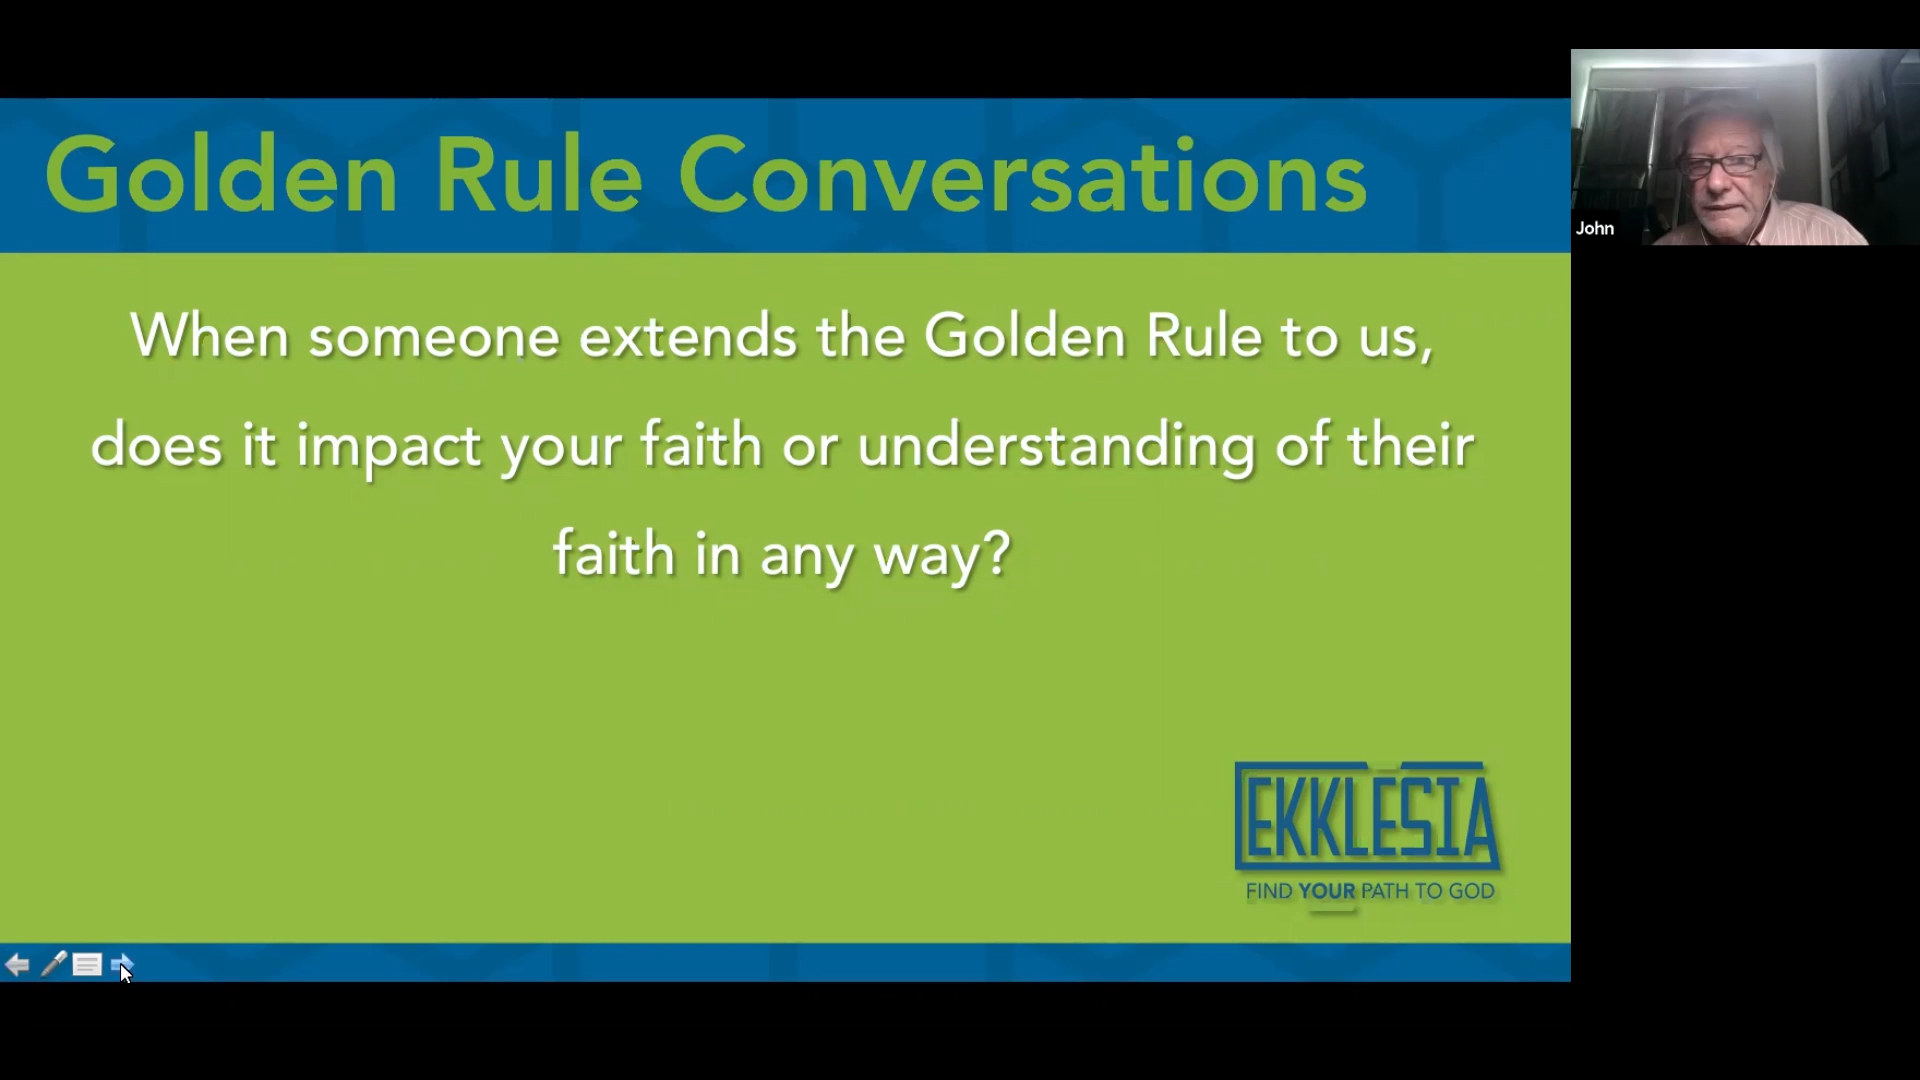 Golden Rule Conversations
When someone extends the Golden Rule to us,
does it impact your faith or understanding of their
faith in any way?
EKKLESIA
FIND YOUR PATH TO GOD
John